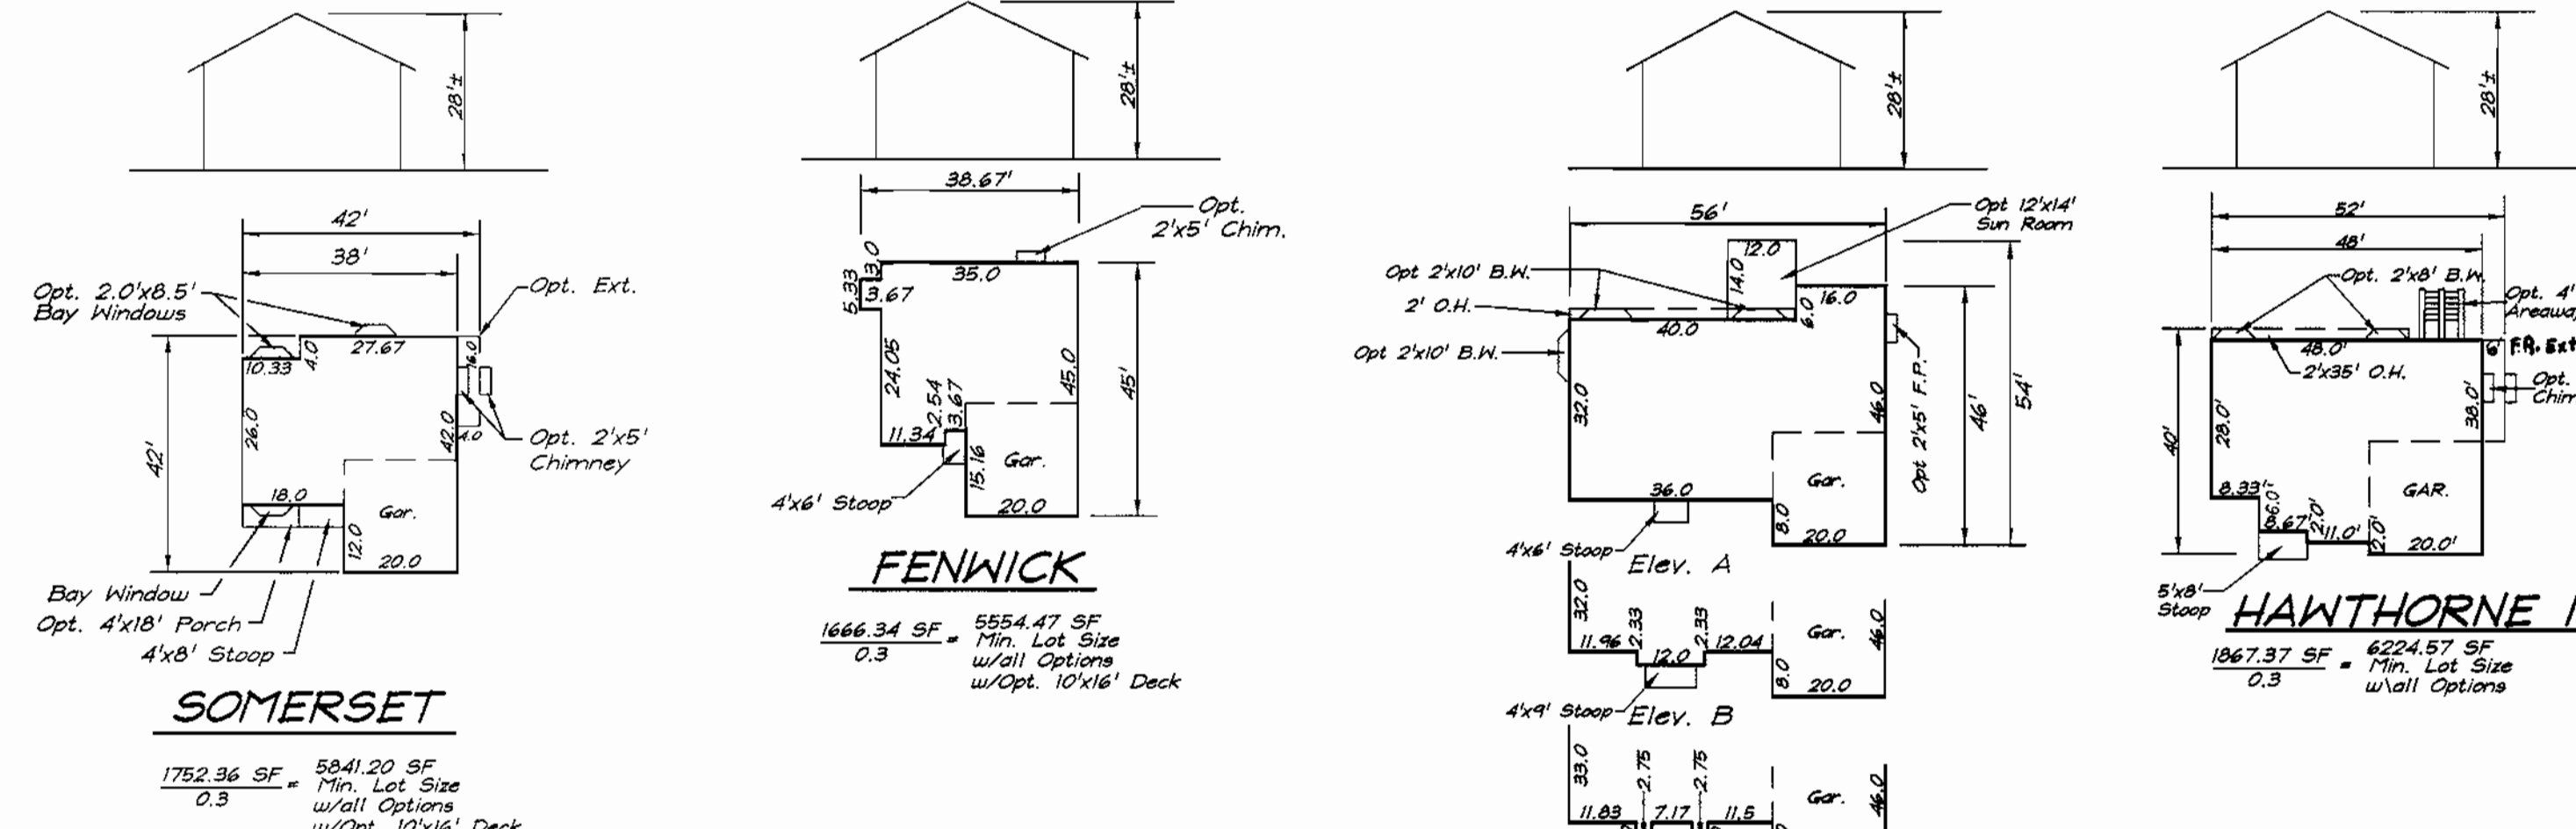 28'±
42'
38'
Opt. 2.0'x8.5'
Bay Windows
Opt. Ext.
27.67
4.0
10.33
16.0
26.0
42.0
4.0
42'
Opt. 2'x5'
Chimney
18.0
Gar.
12.0
20.0
Bay Window
Opt. 4'x18' Porch
4'x8' Stoop
SOMERSET
1752.36 SF
0.3
=
5841.20 SF
Min. Lot Size
w/all Options
w/Opt. 10'x16' Deck
28'±
38.67'
Opt.
2'x5' Chim.
3.0
35.0
5.33
3.67
24.05
45.0
45'
2.54
3.67
11.34
15.16
Gar.
4'x6' Stoop
20.0
FENWICK
1666.34 SF
0.3
=
5554.47 SF
Min. Lot Size
w/all Options
w/Opt. 10'x16' Deck
28'±
56'
Opt 12'x14'
Sun Room
12.0
14.0
Opt 2'x10' B.W.
2' O.H.
16.0
6.0
40.0
Opt 2'x10' B.W.
32.0
46.0
Opt 2'x5' F.P.
46'
54'
36.0
Gar.
8.0
20.0
4'x6' Stoop
Elev. A
32.0
2.33
2.33
11.96
12.0
12.04
Gar.
46.0
8.0
20.0
4'x9' Stoop
Elev. B
33.0
2.75
2.75
Gar.
46.0
11.83
7.17
11.5
28'±
52'
48'
Opt. 2'x8' B.W.
Opt. 4'
48.0'
6'
F.R. Ext
2'x35' O.H.
Opt.
28.0'
38.0'
40'
8.33'
6.0'
8.67'
2.0'
11.0'
2.0'
GAR.
20.0'
5'x8'
Stoop
HAWTHORNE
1867.37 SF
0.3
=
6224.57 SF
Min. Lot Size
w\all Options